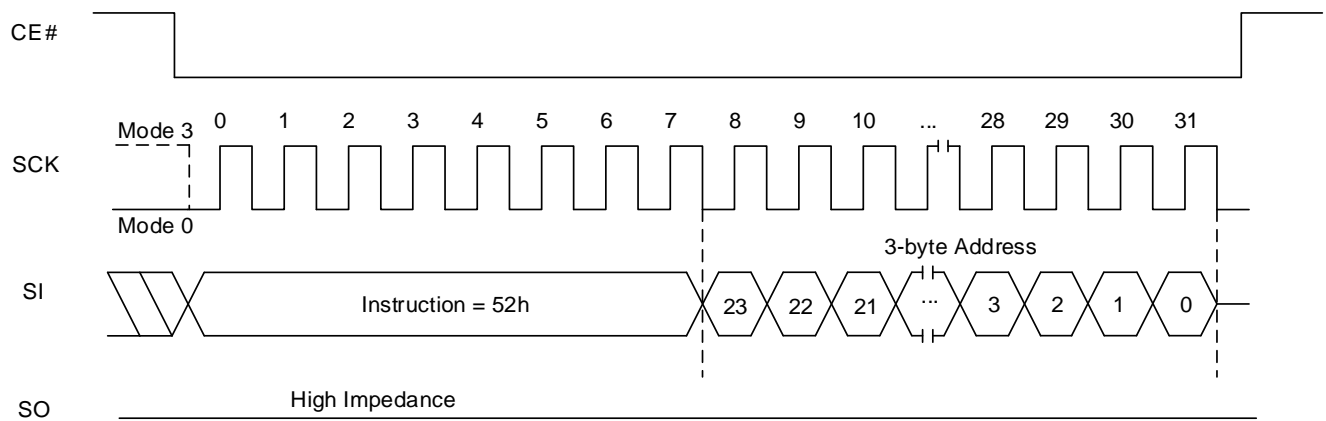 CE#
Mode 3
0 1 2 3 4 5 6 7 8 9 10 ... 28 29 30 31
SCK
Mode 0
3-byte Address
SI
Instruction = 52h
23 22 21 ... 3 2 1 0
High Impedance
SO